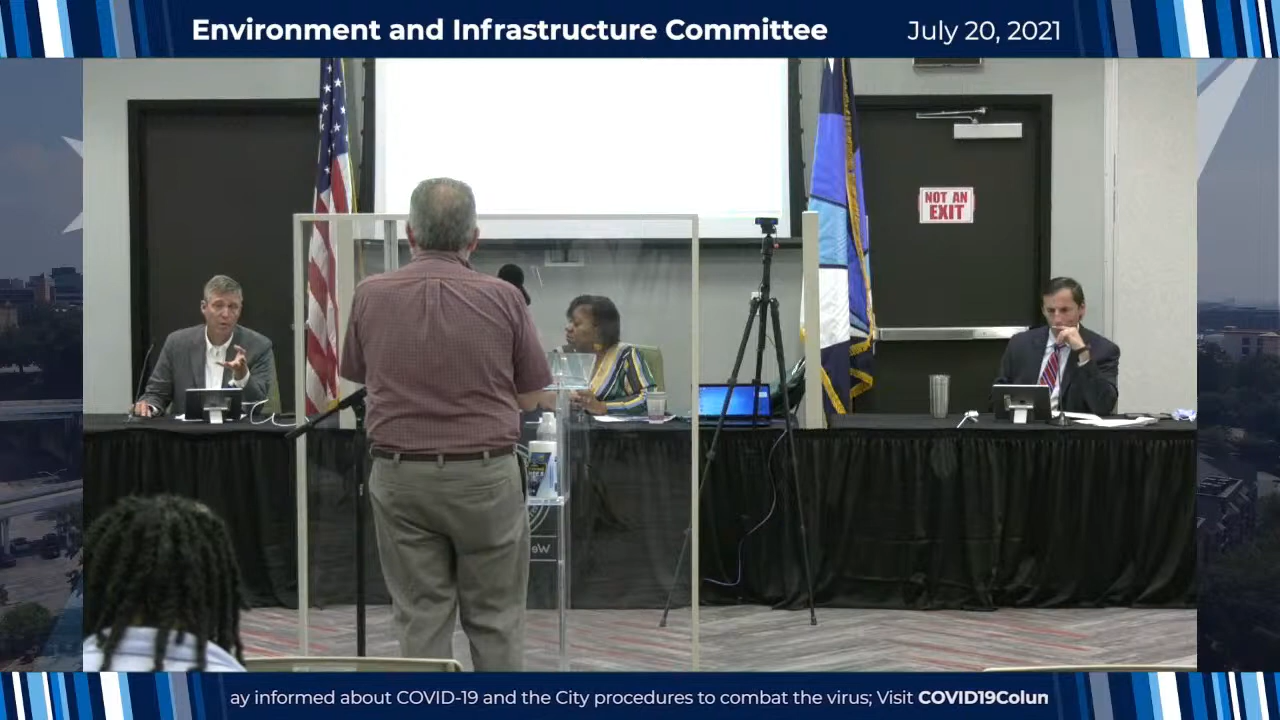 Environment and Infrastructure Committee
July 20, 2021
NOT AN
EXIT
We
ay informed about COVID-19 and the City procedures to combat the virus; Visit COVID19Colun